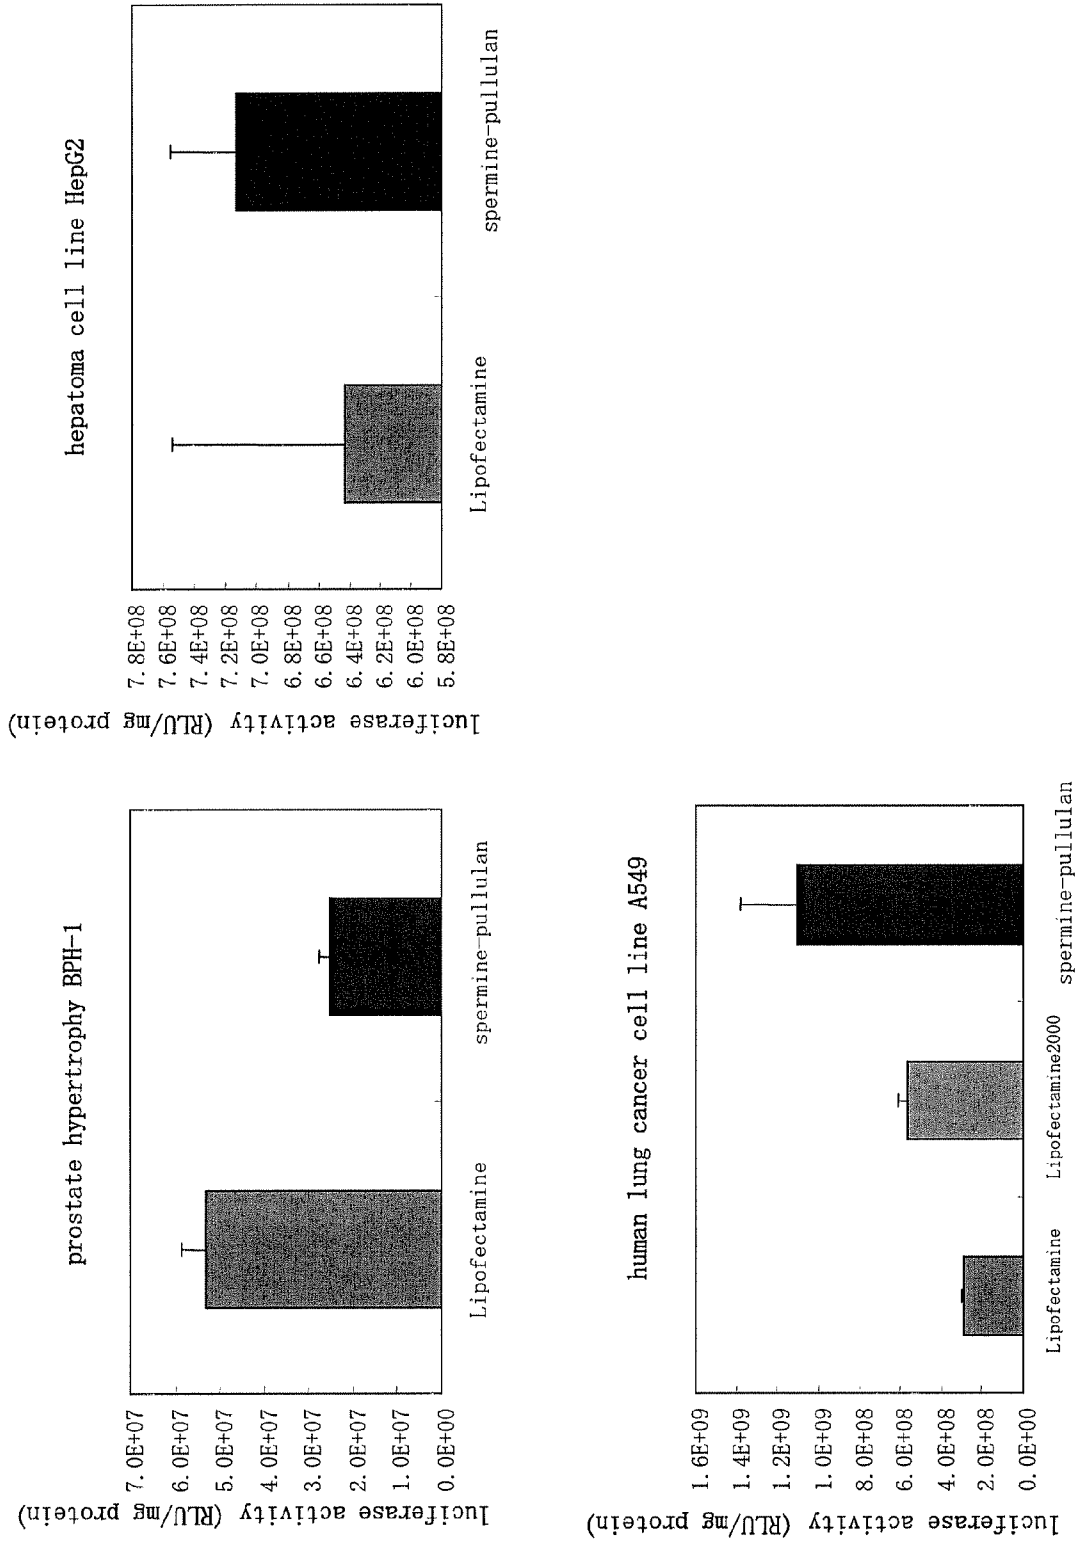 prostate hypertrophy BPH-1
luciferase activity (RLU/mg protein)
7.0E+07
6.0E+07
5.0E+07
4.0E+07
3.0E+07
2.0E+07
1.0E+07
0.0E+00
Lipofectamine
spermine-pullulan
hepatoma cell line HepG2
luciferase activity (RLU/mg protein)
7.8E+08
7.6E+08
7.4E+08
7.2E+08
7.0E+08
6.8E+08
6.6E+08
6.4E+08
6.2E+08
6.0E+08
5.8E+08
Lipofectamine
spermine-pullulan
human lung cancer cell line A549
luciferase activity (RLU/mg protein)
1.6E+09
1.4E+09
1.2E+09
1.0E+09
8.0E+08
6.0E+08
4.0E+08
2.0E+08
0.0E+00
Lipofectamine
Lipofectamine2000
spermine-pullulan